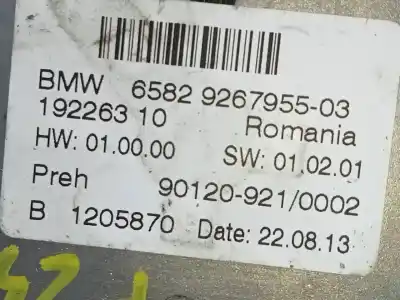 BMW 6582 9267955-03
192263 10 Romania
HW: 01.00.00 SW: 01.02.01
Preh 90120-921/0002
B 1205870 Date: 22.08.13